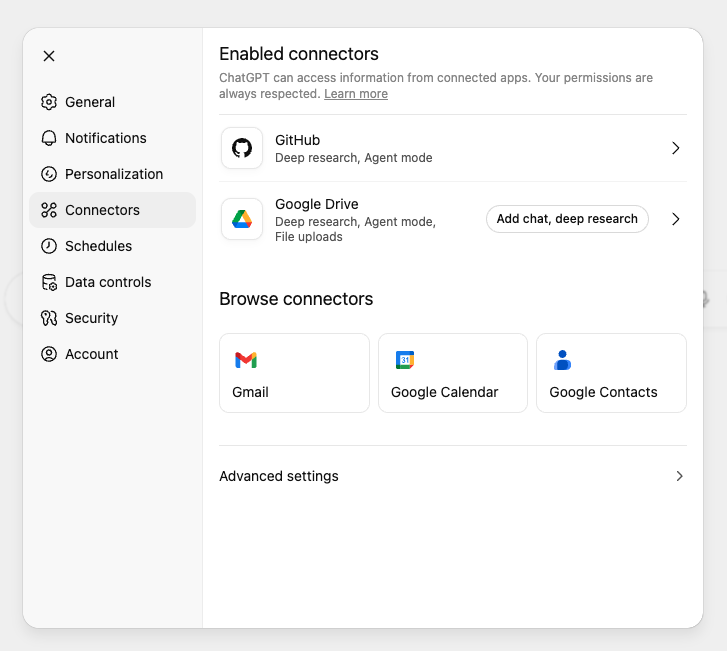 General
Notifications
Personalization
Connectors
Schedules
Data controls
Security
Account
Enabled connectors
ChatGPT can access information from connected apps. Your permissions are
always respected. Learn more
GitHub
Deep research, Agent mode
Google Drive
Deep research, Agent mode,
File uploads
Add chat, deep research
Browse connectors
Gmail
31
Google Calendar
Google Contacts
Advanced settings